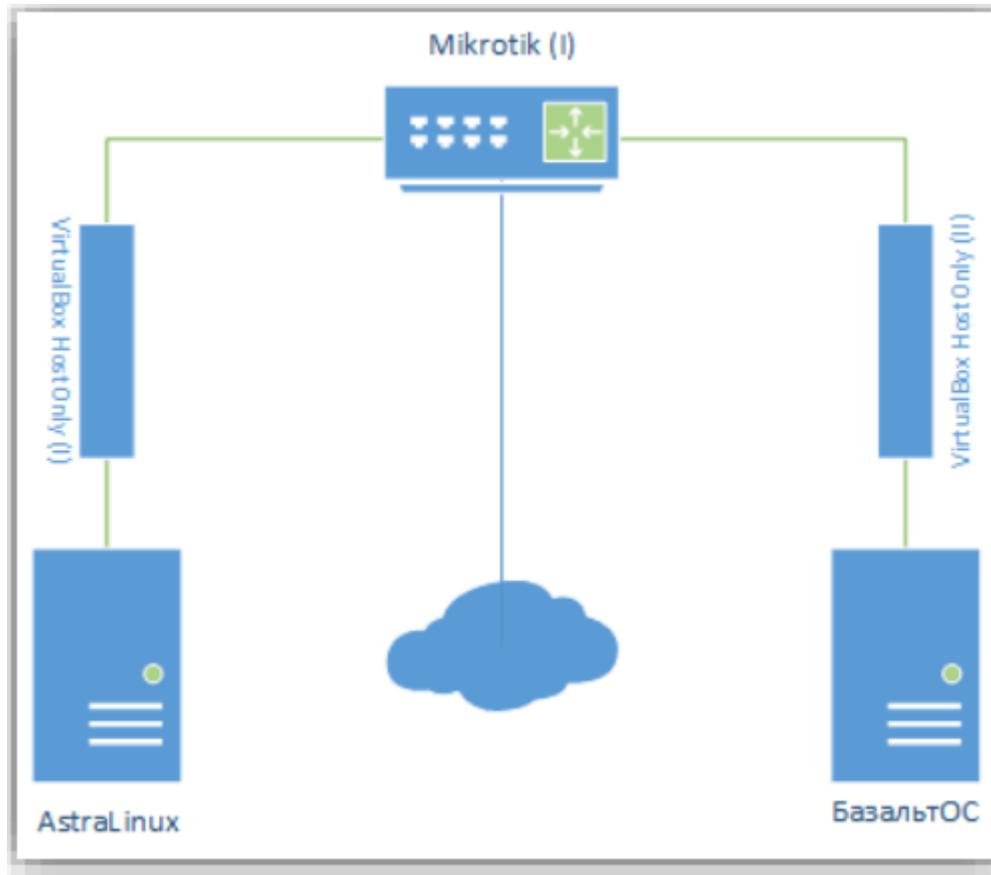 Mikrotik (I)
VirtualBox HostOnly (I)
VirtualBox HostOnly (II)
AstraLinux
БазальтОС